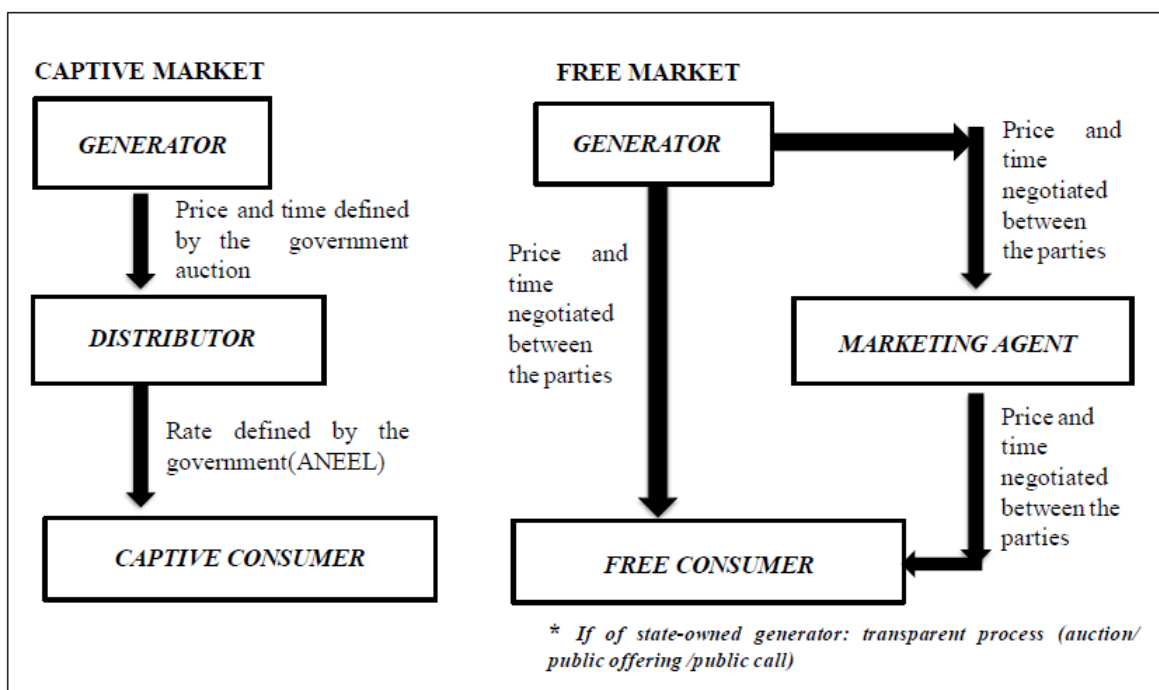 CAPTIVE MARKET
GENERATOR
Price and time defined
by the government
auction
DISTRIBUTOR
Rate defined by the
government(ANEEL)
CAPTIVE CONSUMER
FREE MARKET
GENERATOR
Price and
time
negotiated
between
the parties
Price and
time
negotiated
between
the parties
MARKETING AGENT
Price and
time
negotiated
between the
parties
FREE CONSUMER
* If of state-owned generator: transparent process (auction/
public offering /public call)